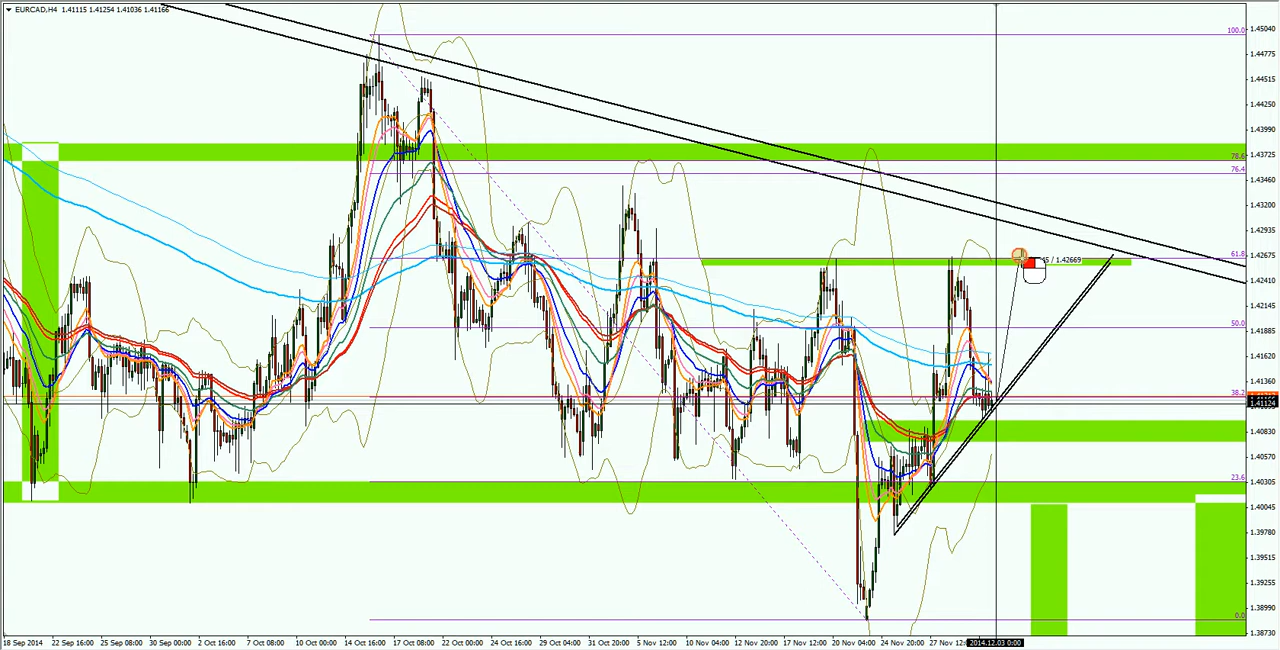 EURCAD,H4 1.41115 1.41254 1.41036 1.41166
100.0
1.45040
1.44775
1.44515
1.44250
1.43990
78.6
1.43725
76.4
1.43460
1.43200
1.42935
61.8
1.42675
/ 1.42669
1.42410
1.42145
50.0
1.41885
1.41620
1.41360
38.2
1.41124
1.40830
1.40570
23.6
1.40305
1.40045
1.39780
1.39515
1.39255
0.0
1.38990
1.38730
18 Sep 2014
22 Sep 16:00
25 Sep 08:00
30 Sep 00:00
2 Oct 16:00
7 Oct 08:00
10 Oct 00:00
14 Oct 16:00
17 Oct 08:00
22 Oct 00:00
24 Oct 16:00
29 Oct 04:00
31 Oct 20:00
5 Nov 12:00
10 Nov 04:00
12 Nov 20:00
17 Nov 12:00
20 Nov 04:00
24 Nov 20:00
27 Nov 12:
2014.12.03 0:00